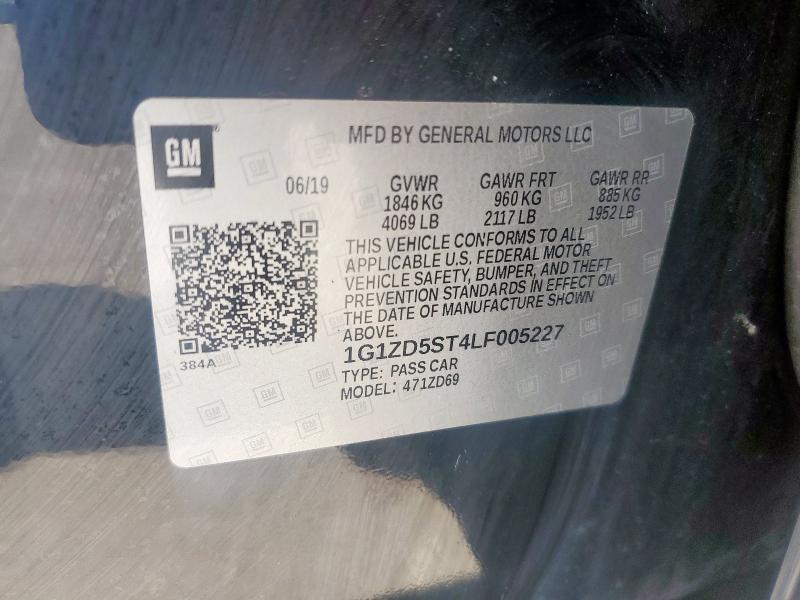 GM
MFD BY GENERAL MOTORS LLC
06/19
GVWR
1846 KG
4069 LB
GAWR FRT
960 KG
2117 LB
GAWR RR
885 KG
1952 LB
THIS VEHICLE CONFORMS TO ALL
APPLICABLE U.S. FEDERAL MOTOR
VEHICLE SAFETY, BUMPER, AND THEFT
PREVENTION STANDARDS IN EFFECT ON
THE DATE OF MANUFACTURE SHOWN
ABOVE.
384A
1G1ZD5ST4LF005227
TYPE: PASS CAR
MODEL: 471ZD69